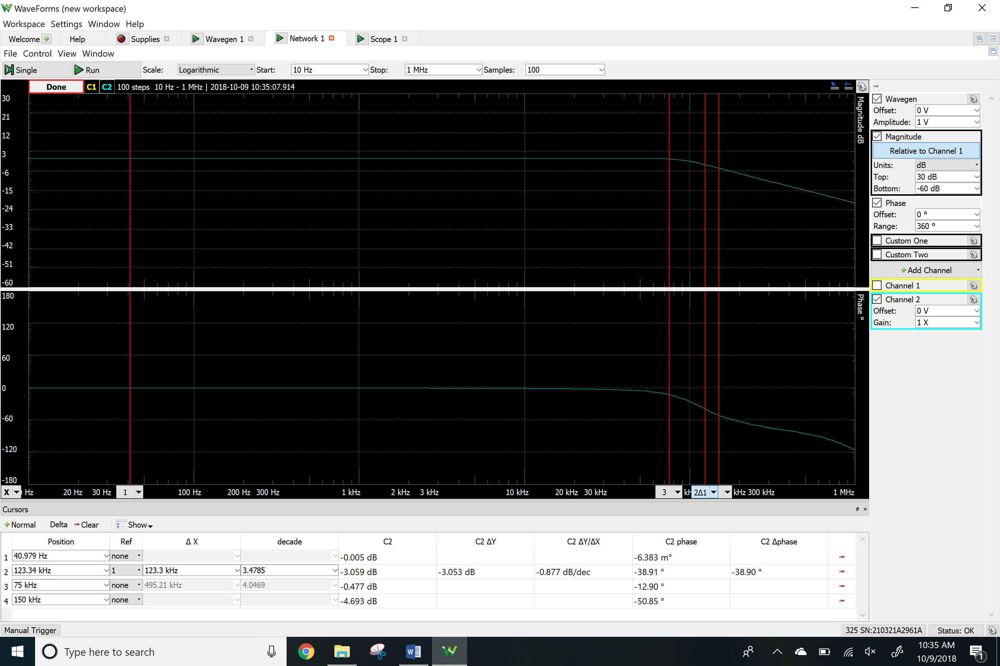 WaveForms (new workspace)
Workspace Settings Window Help
Welcome Help Supplies Wavegen 1 Network 1 Scope 1
File Control View Window
Single Run Scale: Logarithmic Start: 10 Hz Stop: 1 MHz Samples: 100
Done C1 C2 100 steps 10 Hz - 1 MHz | 2018-10-09 10:35:07.914
30
21
12
3
-6
-15
-24
-33
-42
-51
-60
Magnitude dB
180
120
60
0
-60
-120
-180
Phase °
X Hz 20 Hz 30 Hz 1 100 Hz 200 Hz 300 Hz 1 kHz 2 kHz 3 kHz 10 kHz 20 kHz 30 kHz 3 2Δ1 kHz 300 kHz 1 MHz
Wavegen
Offset: 0 V
Amplitude: 1 V
Magnitude
Relative to Channel 1
Units: dB
Top: 30 dB
Bottom: -60 dB
Phase
Offset: 0 °
Range: 360 °
Custom One
Custom Two
Add Channel
Channel 1
Channel 2
Offset: 0 V
Gain: 1 X
Cursors
Normal Delta Clear Show
Position Ref Δ X decade C2 C2 ΔY C2 ΔY/ΔX C2 phase C2 Δphase
1 40.979 Hz none -0.005 dB -6.383 m°
2 123.34 kHz 1 123.3 kHz 3.4785 -3.059 dB -3.053 dB -0.877 dB/dec -38.91 ° -38.90 °
3 75 kHz none 495.21 kHz 4.0469 -0.477 dB -12.90 °
4 150 kHz none -4.693 dB -50.85 °
Manual Trigger 325 SN:210321A2961A Status: OK
Type here to search
10:35 AM
10/9/2018
1